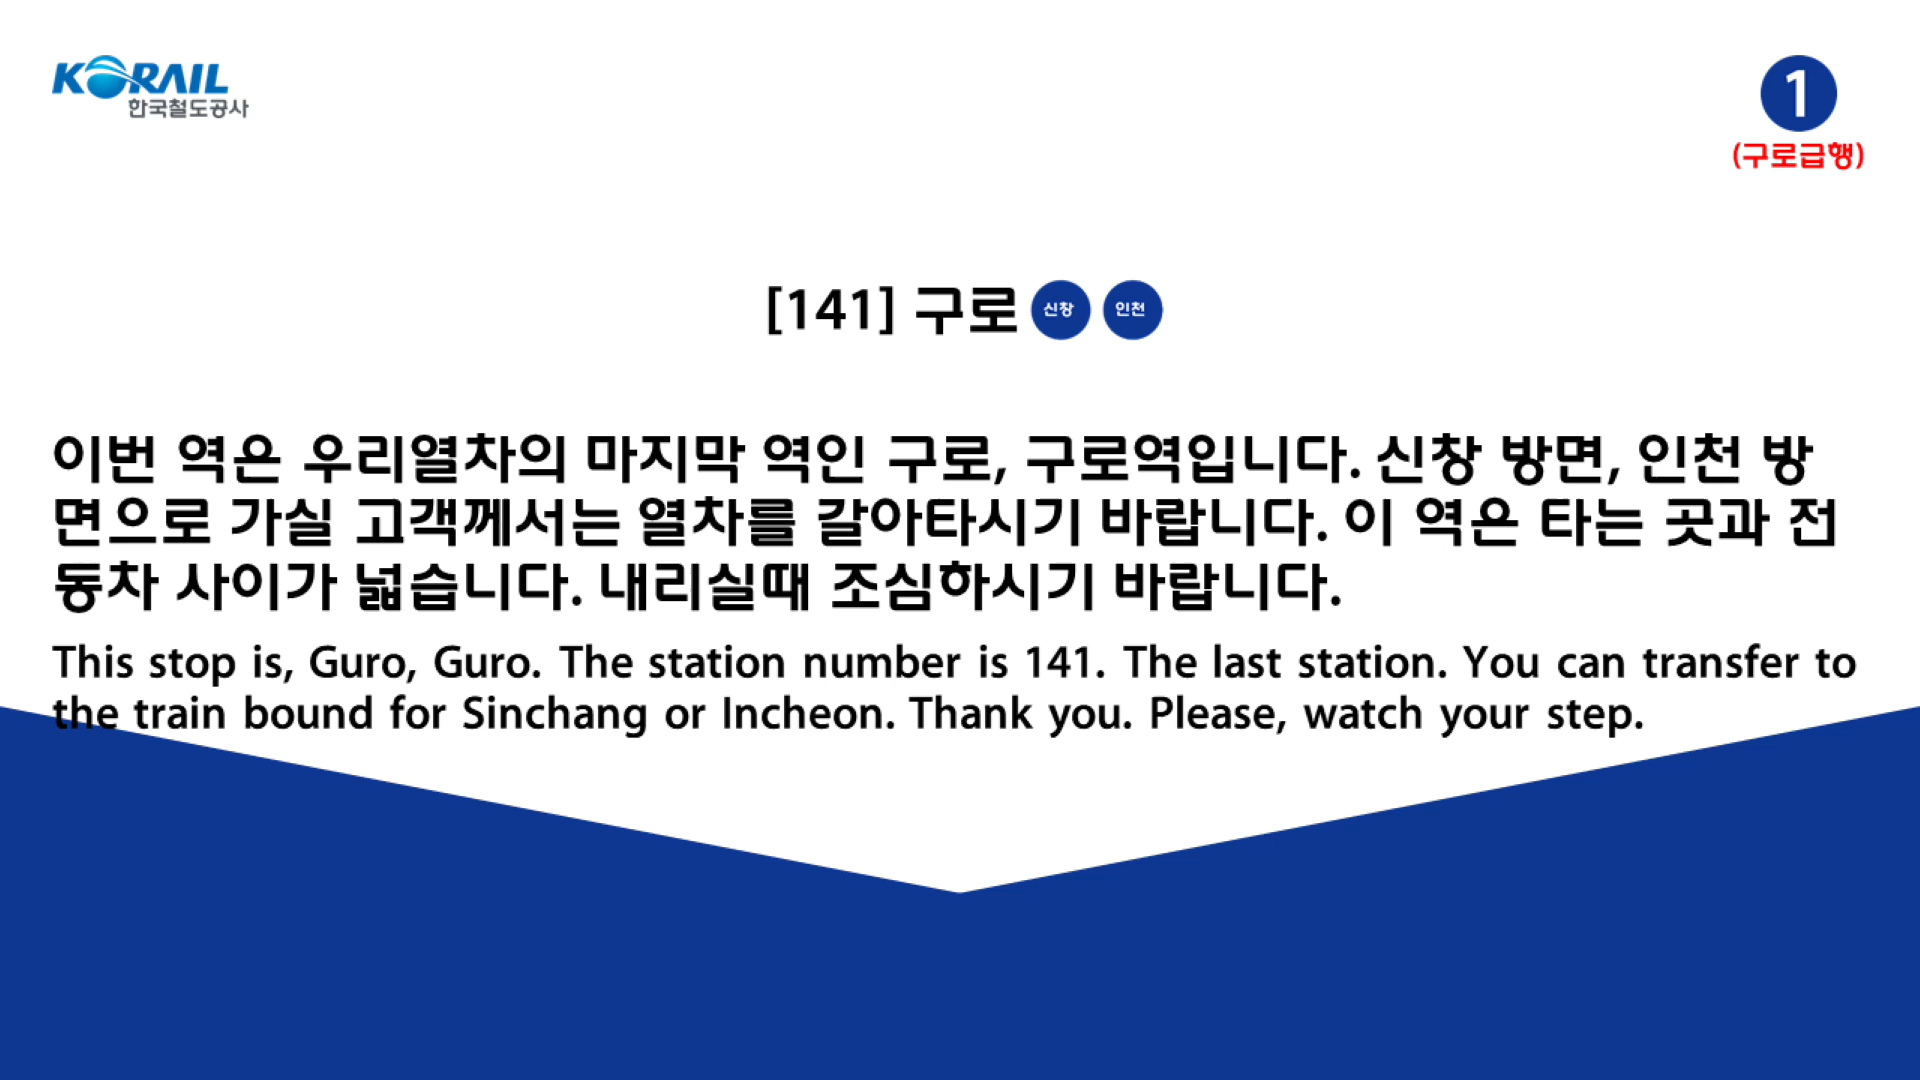 KORAIL
한국철도공사
1
(구로급행)
[141] 구로 신창 인천
이번 역은 우리열차의 마지막 역인 구로, 구로역입니다. 신창 방면, 인천 방
면으로 가실 고객께서는 열차를 갈아타시기 바랍니다. 이 역은 타는 곳과 전
동차 사이가 넓습니다. 내리실때 조심하시기 바랍니다.
This stop is, Guro, Guro. The station number is 141. The last station. You can transfer to
the train bound for Sinchang or Incheon. Thank you. Please, watch your step.